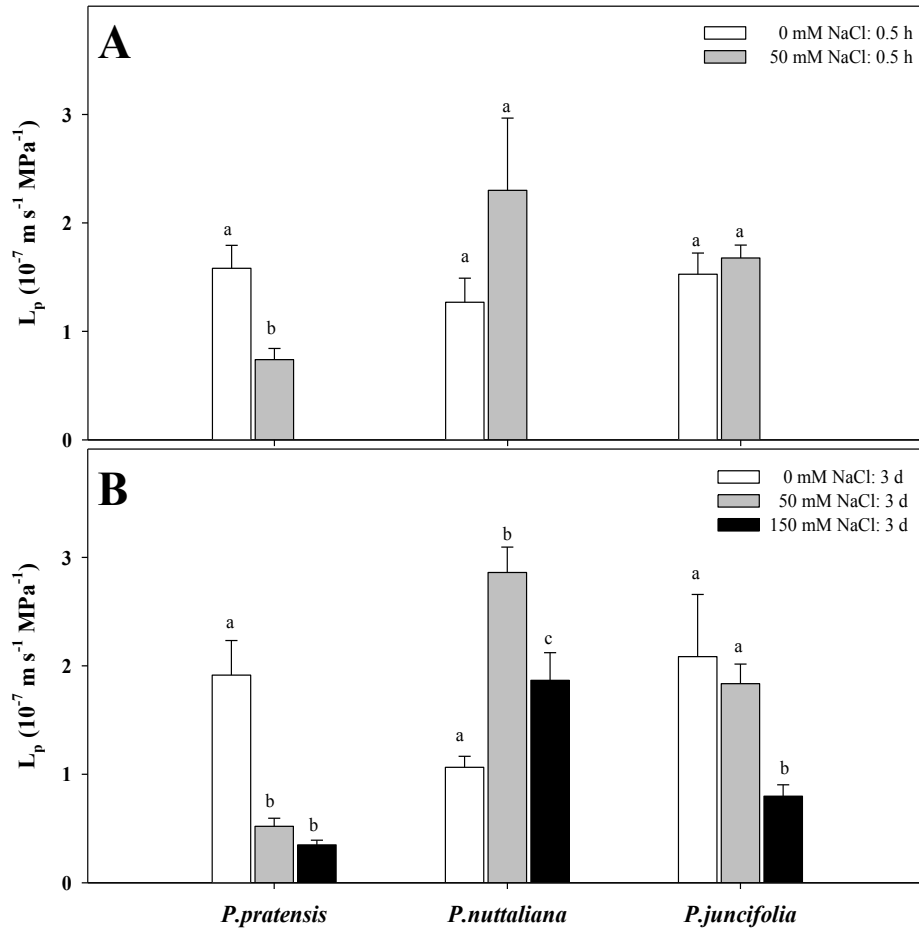 A
0 mM NaCl: 0.5 h
50 mM NaCl: 0.5 h
Lp (10-7 m s-1 MPa-1)
3
2
1
0
a
b
a
a
a
a
B
0 mM NaCl: 3 d
50 mM NaCl: 3 d
150 mM NaCl: 3 d
Lp (10-7 m s-1 MPa-1)
3
2
1
0
a
b
b
a
b
c
a
a
b
P.pratensis P.nuttaliana P.juncifolia